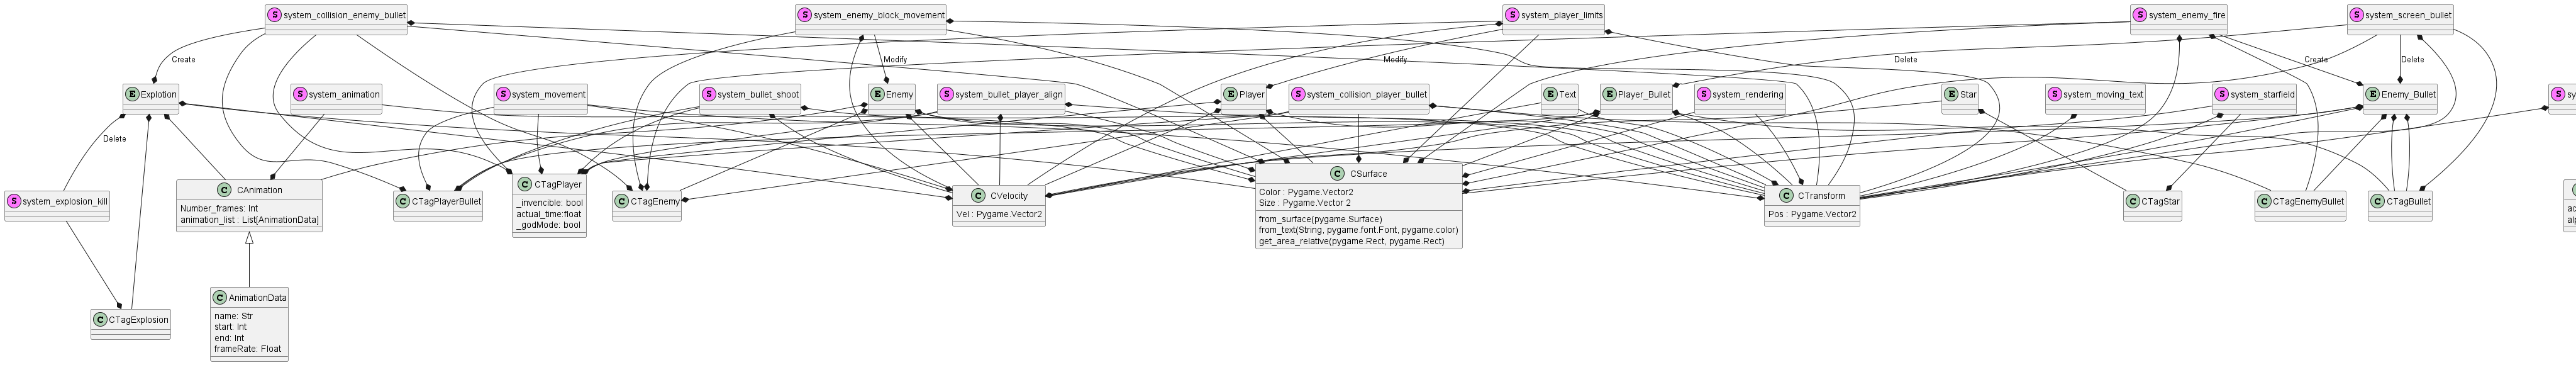 S system_collision_enemy_bullet
S system_enemy_block_movement
S system_player_limits
S system_enemy_fire
S system_screen_bullet
Create
Modify
Modify
Delete
Create
Delete
E Explotion
S system_animation
S system_movement
S system_bullet_shoot
E Enemy
S system_bullet_player_align
E Player
S system_collision_player_bullet
E Text
E Player_Bullet
S system_rendering
E Star
S system_moving_text
S system_starfield
E Enemy_Bullet
S sy
Delete
S system_explosion_kill
C CAnimation
Number_frames: Int
animation_list : List[AnimationData]
C CTagPlayerBullet
C CTagPlayer
_invencible: bool
actual_time:float
_godMode: bool
C CTagEnemy
C CVelocity
Vel : Pygame.Vector2
C CSurface
Color : Pygame.Vector2
Size : Pygame.Vector 2
from_surface(pygame.Surface)
from_text(String, pygame.font.Font, pygame.color)
get_area_relative(pygame.Rect, pygame.Rect)
C CTransform
Pos : Pygame.Vector2
C CTagStar
C CTagEnemyBullet
C CTagBullet
ac
alp
C CTagExplosion
C AnimationData
name: Str
start: Int
end: Int
frameRate: Float